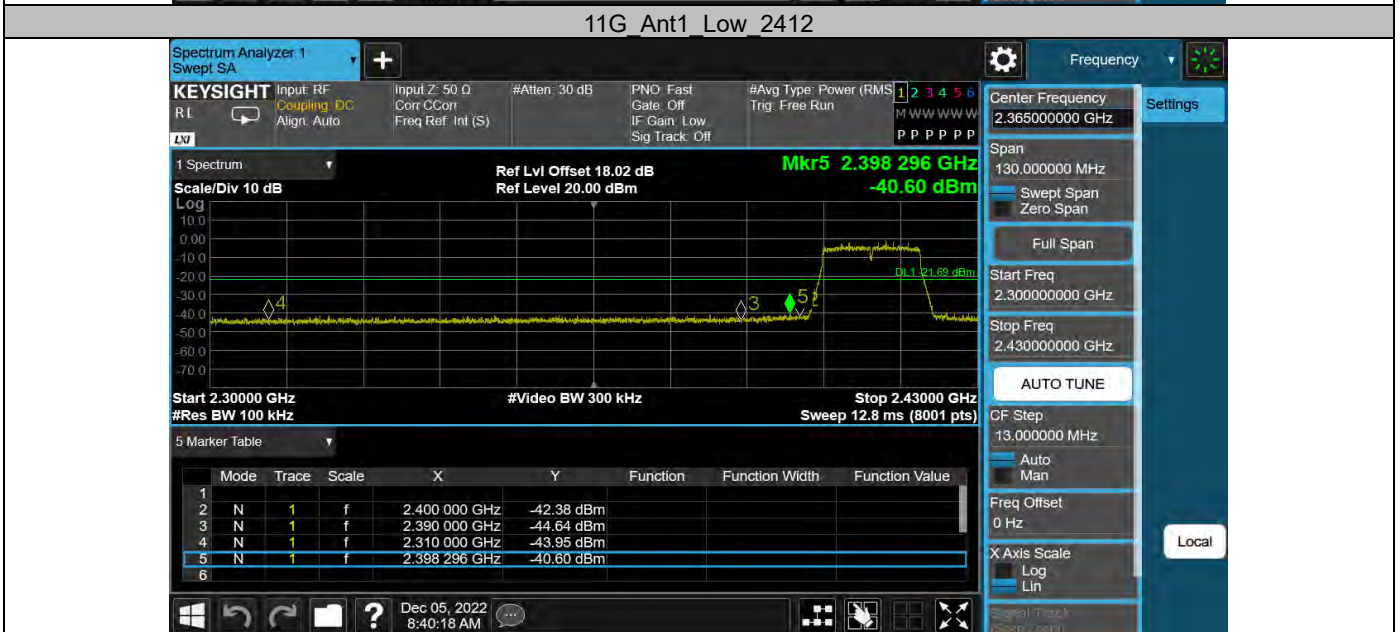 11G_Ant1_Low_2412
Spectrum Analyzer 1
Swept SA
+
Frequency
KEYSIGHT
RL
LXI
Input: RF
Coupling: DC
Align: Auto
Input Z: 50 Ω
Corr CCorr
Freq Ref: Int (S)
#Atten: 30 dB
PNO: Fast
Gate: Off
IF Gain: Low
Sig Track: Off
#Avg Type: Power (RMS
Trig: Free Run
1 2 3 4 5 6
M W W W W W
P P P P P P
Center Frequency
2.365000000 GHz
Settings
1 Spectrum
Ref Lvl Offset 18.02 dB
Mkr5 2.398 296 GHz
Scale/Div 10 dB
Ref Level 20.00 dBm
-40.60 dBm
Span
130.000000 MHz
Swept Span
Zero Span
Log
10.0
0.00
-10.0
-20.0
-30.0
-40.0
-50.0
-60.0
-70.0
DL1 -21.69 dBm
4
3
5
Full Span
Start Freq
2.300000000 GHz
Stop Freq
2.430000000 GHz
AUTO TUNE
Start 2.30000 GHz
#Video BW 300 kHz
Stop 2.43000 GHz
#Res BW 100 kHz
Sweep 12.8 ms (8001 pts)
CF Step
13.000000 MHz
Auto
Man
5 Marker Table
Mode Trace Scale X Y Function Function Width Function Value
1
2 N 1 f 2.400 000 GHz -42.38 dBm
3 N 1 f 2.390 000 GHz -44.64 dBm
4 N 1 f 2.310 000 GHz -43.95 dBm
5 N 1 f 2.398 296 GHz -40.60 dBm
6
Freq Offset
0 Hz
X Axis Scale
Log
Lin
Local
Signal Track
?
Dec 05, 2022
8:40:18 AM